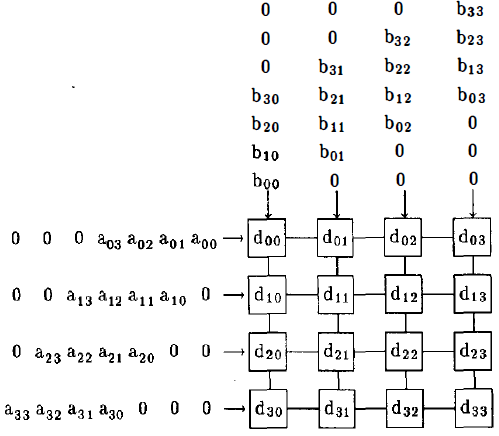 0 0 0 b₃₃
0 0 b₃₂ b₂₃
0 b₃₁ b₂₂ b₁₃
b₃₀ b₂₁ b₁₂ b₀₃
b₂₀ b₁₁ b₀₂ 0
b₁₀ b₀₁ 0 0
b₀₀ 0 0 0
0 0 0 a₀₃ a₀₂ a₀₁ a₀₀ d₀₀ d₀₁ d₀₂ d₀₃
0 0 a₁₃ a₁₂ a₁₁ a₁₀ 0 d₁₀ d₁₁ d₁₂ d₁₃
0 a₂₃ a₂₂ a₂₁ a₂₀ 0 0 d₂₀ d₂₁ d₂₂ d₂₃
a₃₃ a₃₂ a₃₁ a₃₀ 0 0 0 d₃₀ d₃₁ d₃₂ d₃₃